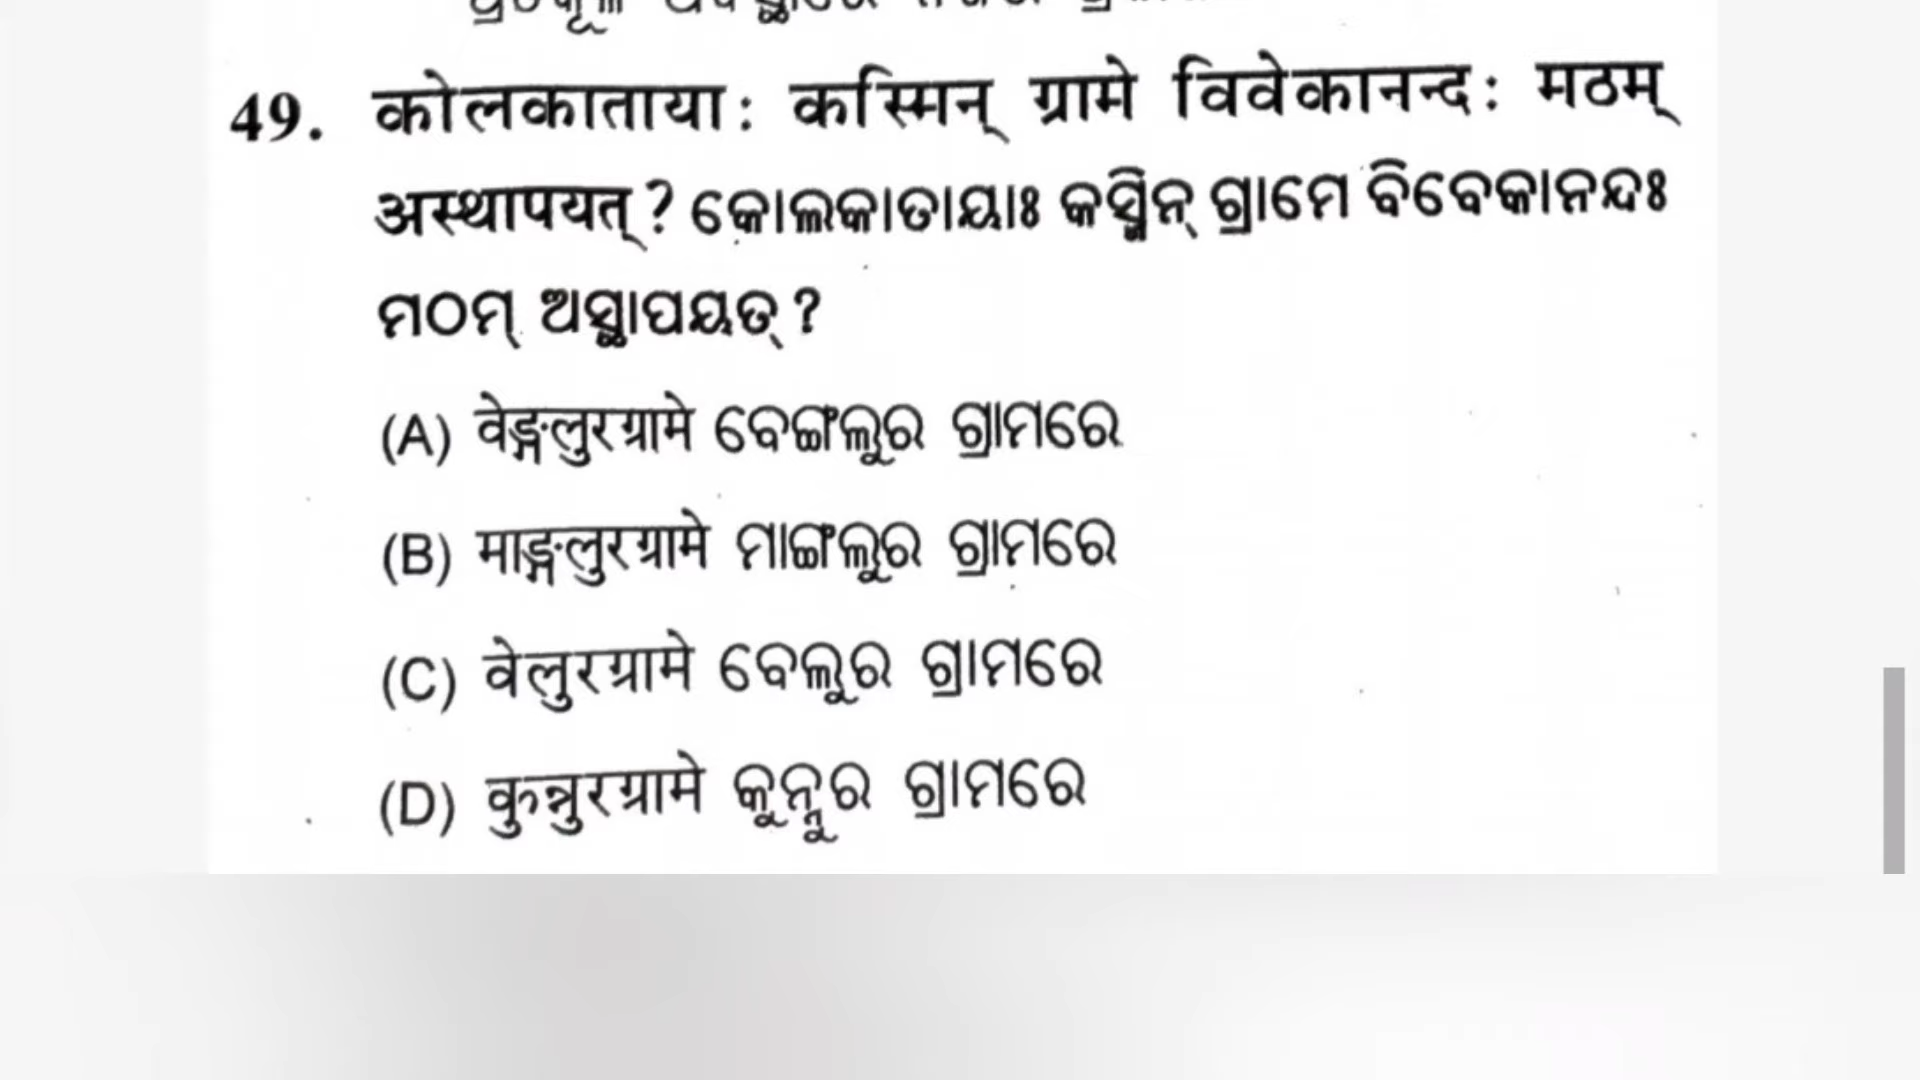 49. कोलकातायाः कस्मिन् ग्रामे विवेकानन्दः मठम्
अस्थापयत् ? କୋଲକାତାୟାଃ କସ୍ମିନ୍ ଗ୍ରାମେ ବିବେକାନନ୍ଦଃ
ମଠମ୍ ଅସ୍ଥାପୟତ୍ ?
(A) वेङ्गलुरग्रामे ବେଙ୍ଗଲୁର ଗ୍ରାମରେ
(B) माङ्गलुरग्रामे ମାଙ୍ଗଲୁର ଗ୍ରାମରେ
(C) वेलुरग्रामे ବେଲୁର ଗ୍ରାମରେ
(D) कुन्नुरग्रामे କୁନ୍ନୁର ଗ୍ରାମରେ